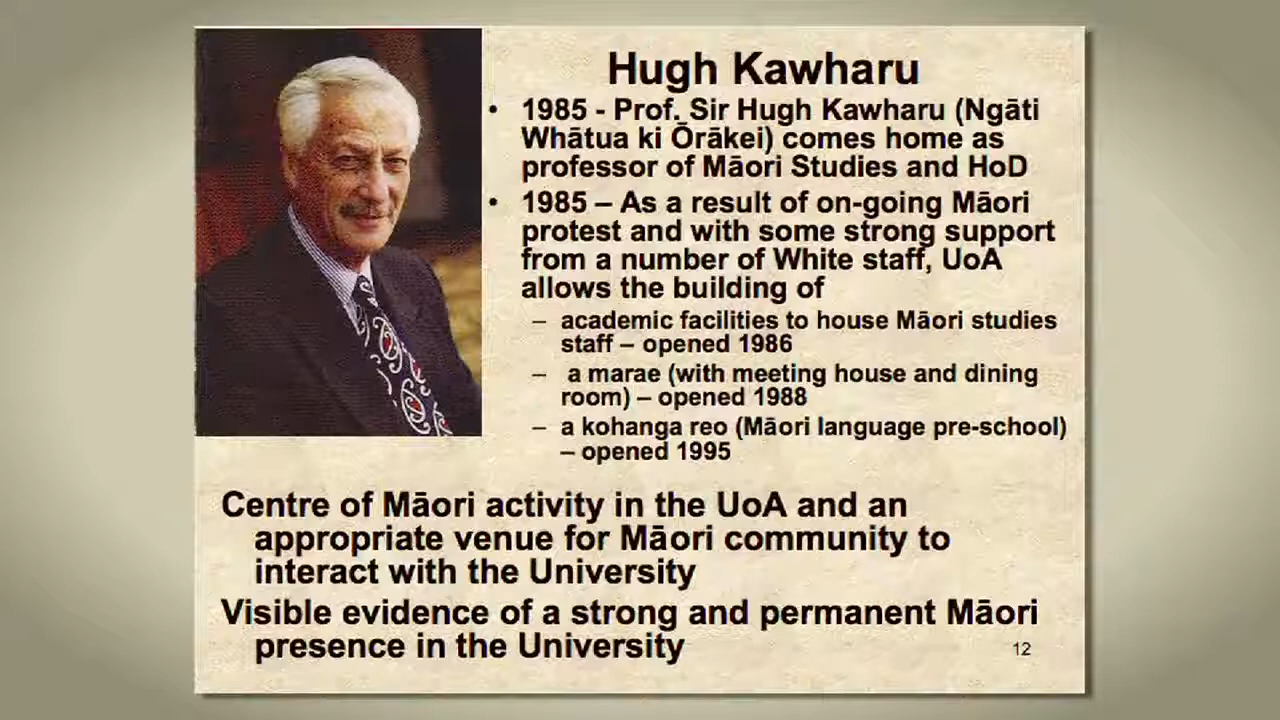 Hugh Kawharu
• 1985 - Prof. Sir Hugh Kawharu (Ngāti
Whātua ki Ōrākei) comes home as
professor of Māori Studies and HoD
• 1985 – As a result of on-going Māori
protest and with some strong support
from a number of White staff, UoA
allows the building of
– academic facilities to house Māori studies
staff – opened 1986
– a marae (with meeting house and dining
room) – opened 1988
– a kohanga reo (Māori language pre-school)
– opened 1995
Centre of Māori activity in the UoA and an
appropriate venue for Māori community to
interact with the University
Visible evidence of a strong and permanent Māori
presence in the University
12